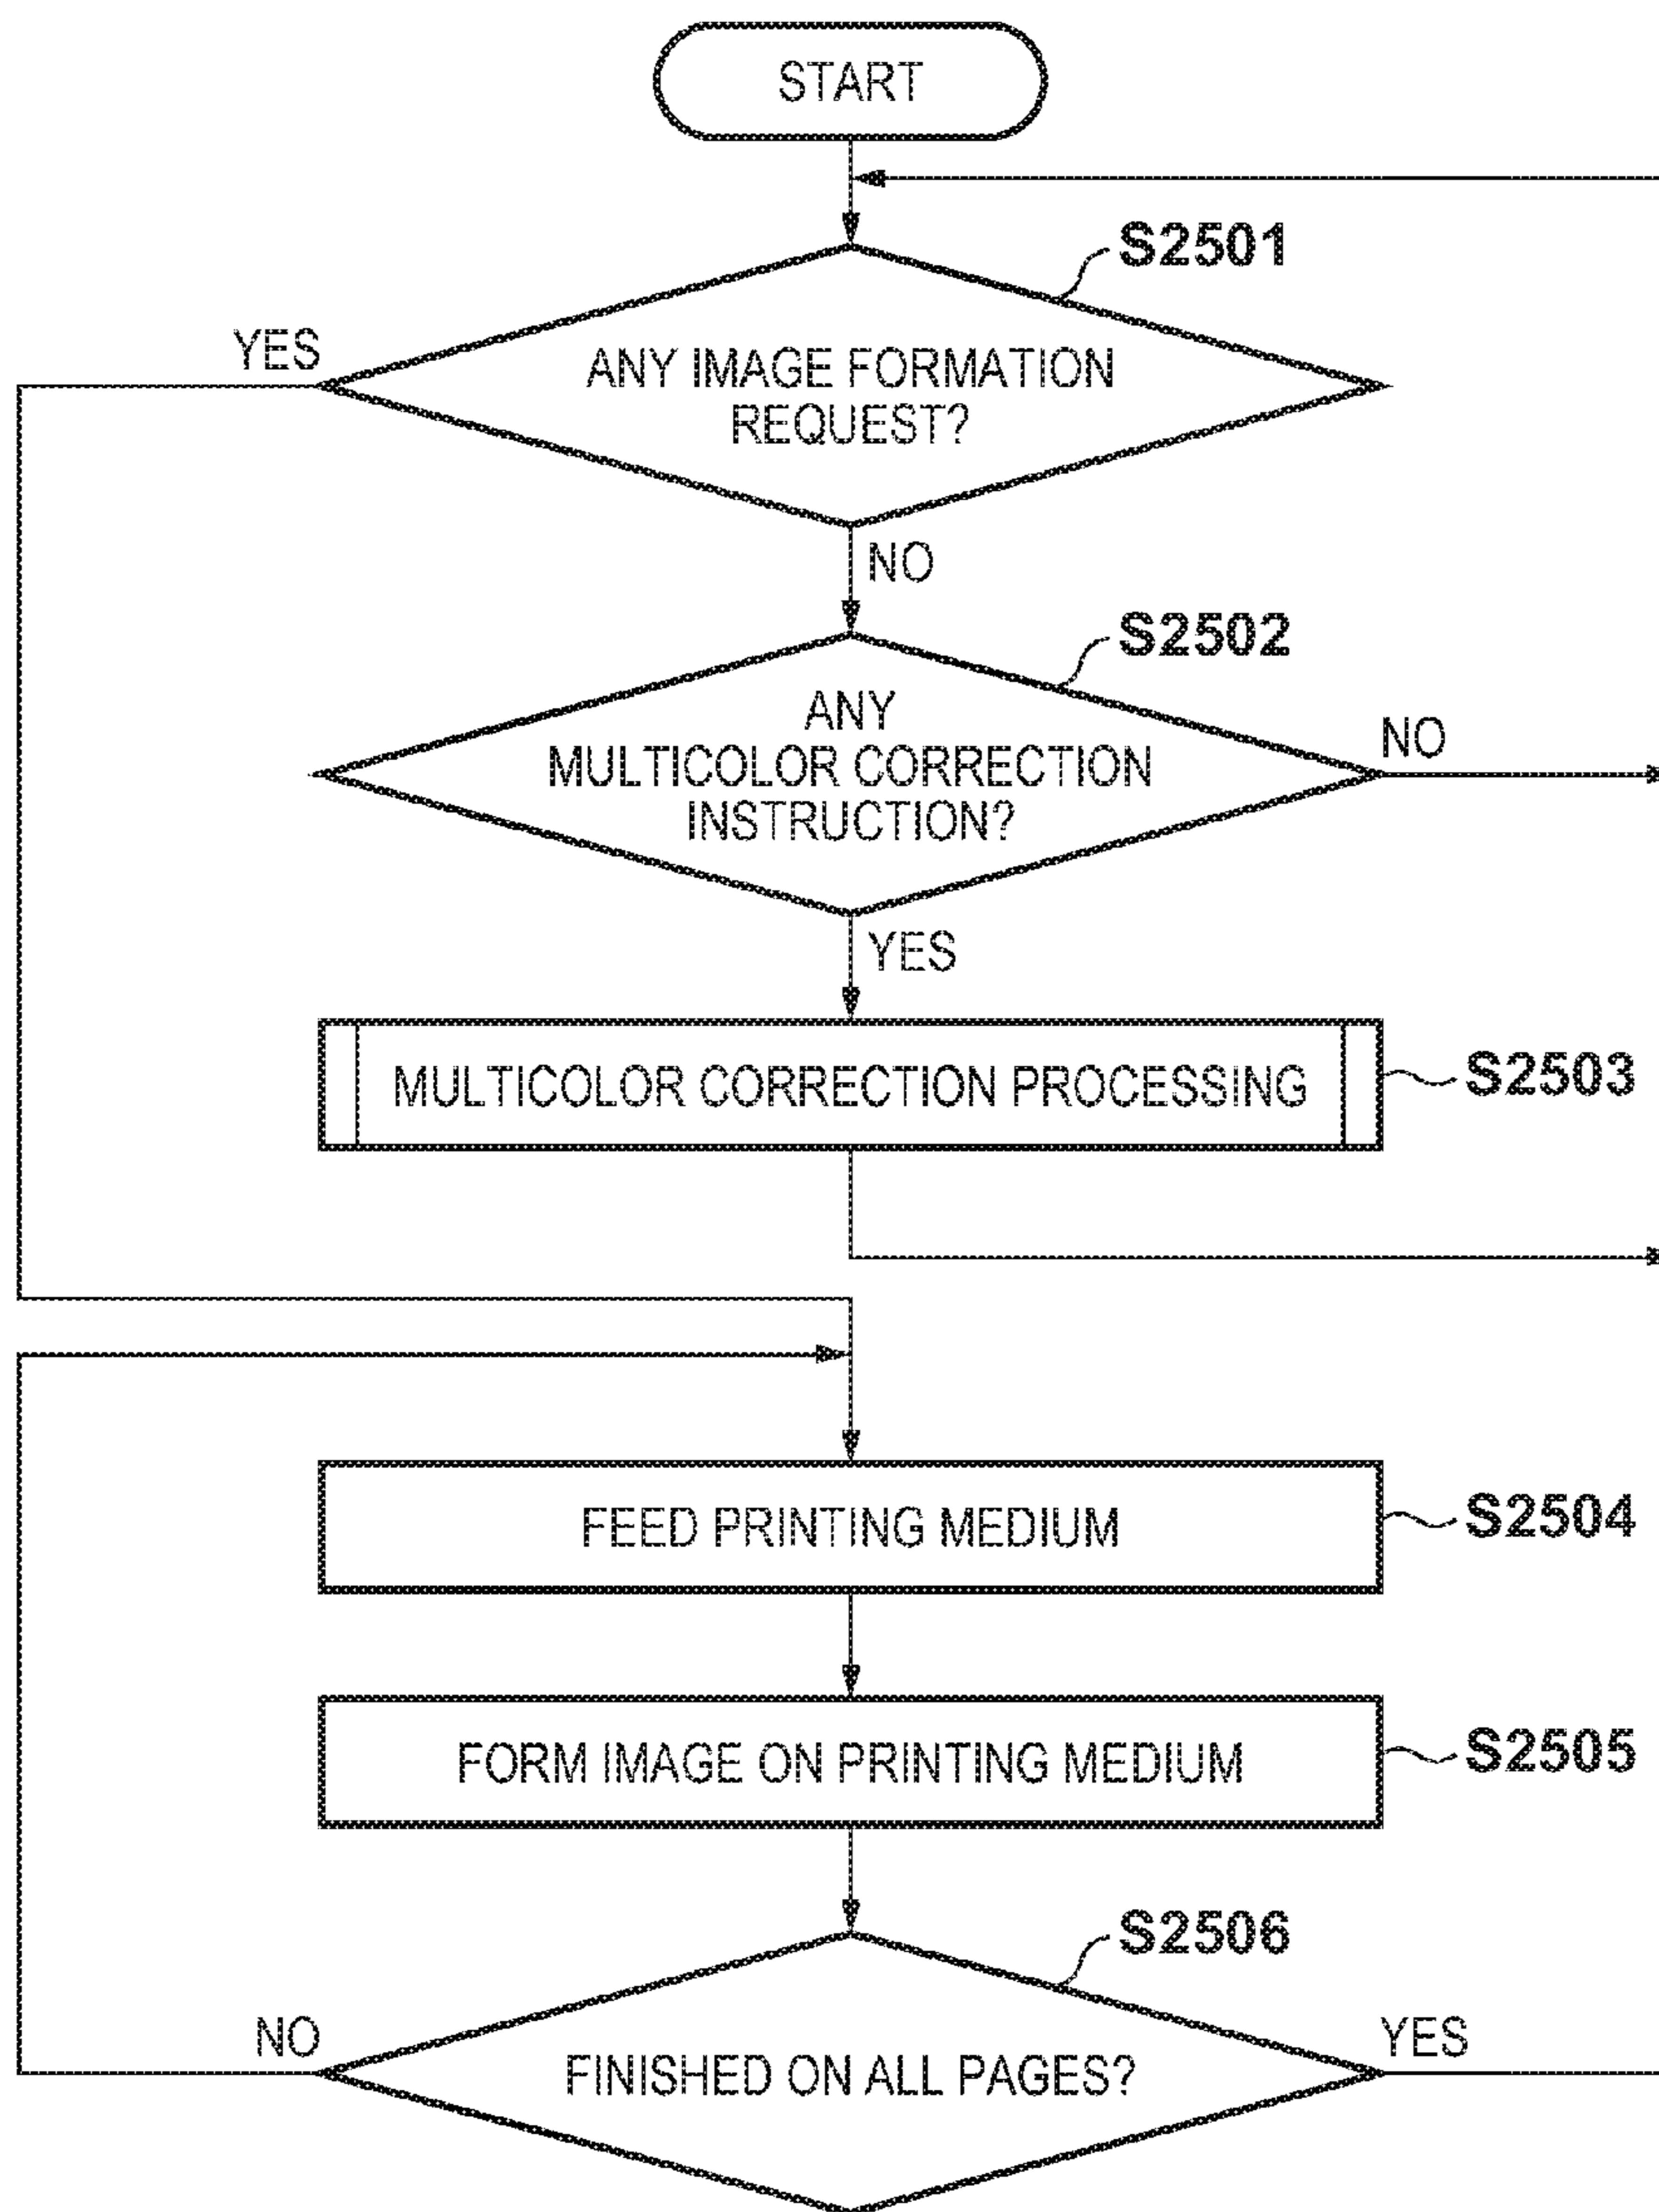 START
S2501
YES
ANY IMAGE FORMATION
REQUEST?
NO
S2502
ANY
MULTICOLOR CORRECTION
INSTRUCTION?
NO
YES
MULTICOLOR CORRECTION PROCESSING
S2503
FEED PRINTING MEDIUM
S2504
FORM IMAGE ON PRINTING MEDIUM
S2505
S2506
NO
FINISHED ON ALL PAGES?
YES